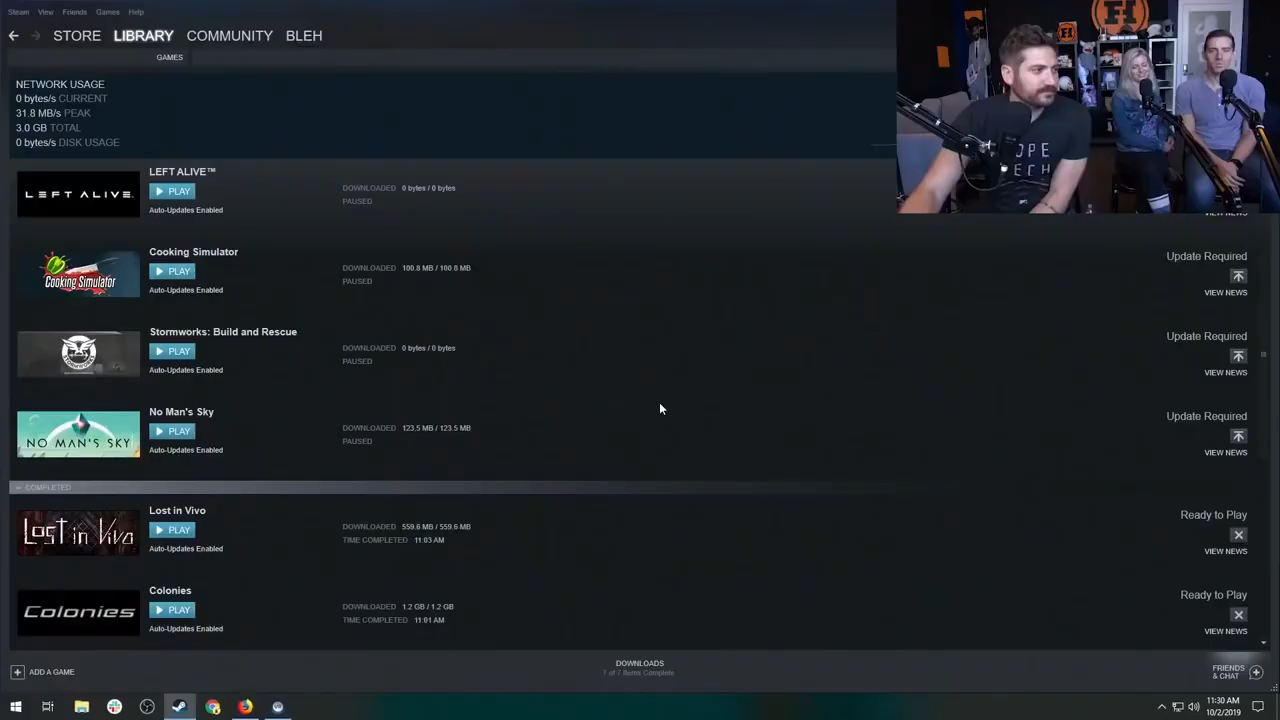 Steam View Friends Games Help
STORE LIBRARY COMMUNITY BLEH
GAMES
NETWORK USAGE
0 bytes/s CURRENT
31.8 MB/s PEAK
3.0 GB TOTAL
0 bytes/s DISK USAGE
LEFT ALIVE™
LEFT ALIVE
PLAY
DOWNLOADED 0 bytes / 0 bytes
PAUSED
Auto-Updates Enabled
VIEW NEWS
Cooking Simulator
Cooking Simulator
PLAY
DOWNLOADED 100.8 MB / 100.8 MB
PAUSED
Auto-Updates Enabled
Update Required
VIEW NEWS
Stormworks: Build and Rescue
PLAY
DOWNLOADED 0 bytes / 0 bytes
PAUSED
Auto-Updates Enabled
Update Required
VIEW NEWS
No Man's Sky
NO MAN'S SKY
PLAY
DOWNLOADED 123.5 MB / 123.5 MB
PAUSED
Auto-Updates Enabled
Update Required
VIEW NEWS
COMPLETED
Lost in Vivo
Lost in Vivo
PLAY
DOWNLOADED 559.6 MB / 559.6 MB
TIME COMPLETED 11:03 AM
Auto-Updates Enabled
Ready to Play
VIEW NEWS
Colonies
Colonies
PLAY
DOWNLOADED 1.2 GB / 1.2 GB
TIME COMPLETED 11:01 AM
Auto-Updates Enabled
Ready to Play
VIEW NEWS
ADD A GAME
DOWNLOADS
1 of 7 Items Complete
FRIENDS
& CHAT
11:30 AM
10/2/2019